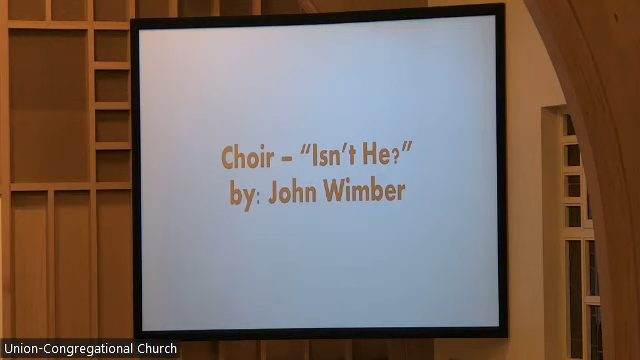 Choir – “Isn’t He?”
by: John Wimber
Union-Congregational Church